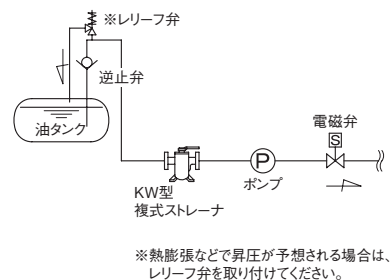 ※レリーフ弁
逆止弁
油タンク
電磁弁
S
P
KW型
複式ストレーナ
ポンプ
※熱膨張などで昇圧が予想される場合は、
レリーフ弁を取り付けてください。